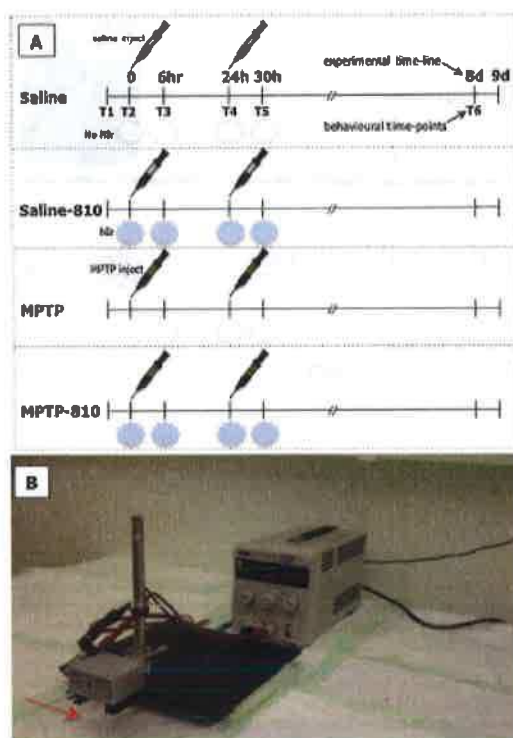 A
saline inject
0 6hr 24h 30h experimental time-line 8d 9d
Saline
T1 T2 T3 T4 T5 T6
No NIr behavioural time-points
Saline-810
NIr
MPTP inject
MPTP
MPTP-810
B